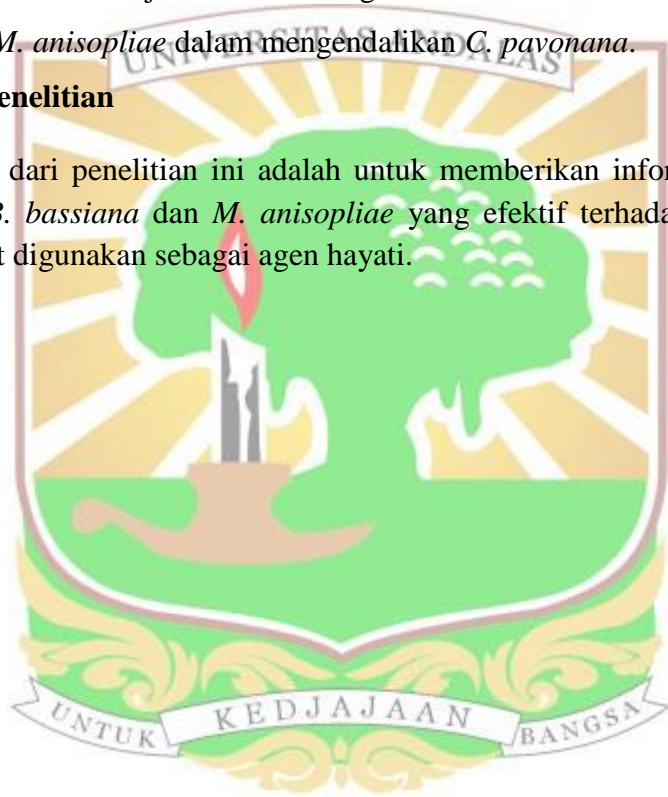 M. anisopliae dalam mengendalikan C. pavonana.
UNIVERSITAS ANDALAS
enelitian
dari penelitian ini adalah untuk memberikan infor
B. bassiana dan M. anisopliae yang efektif terhada
t digunakan sebagai agen hayati.
UNTUK KEDJAJAAN BANGSA